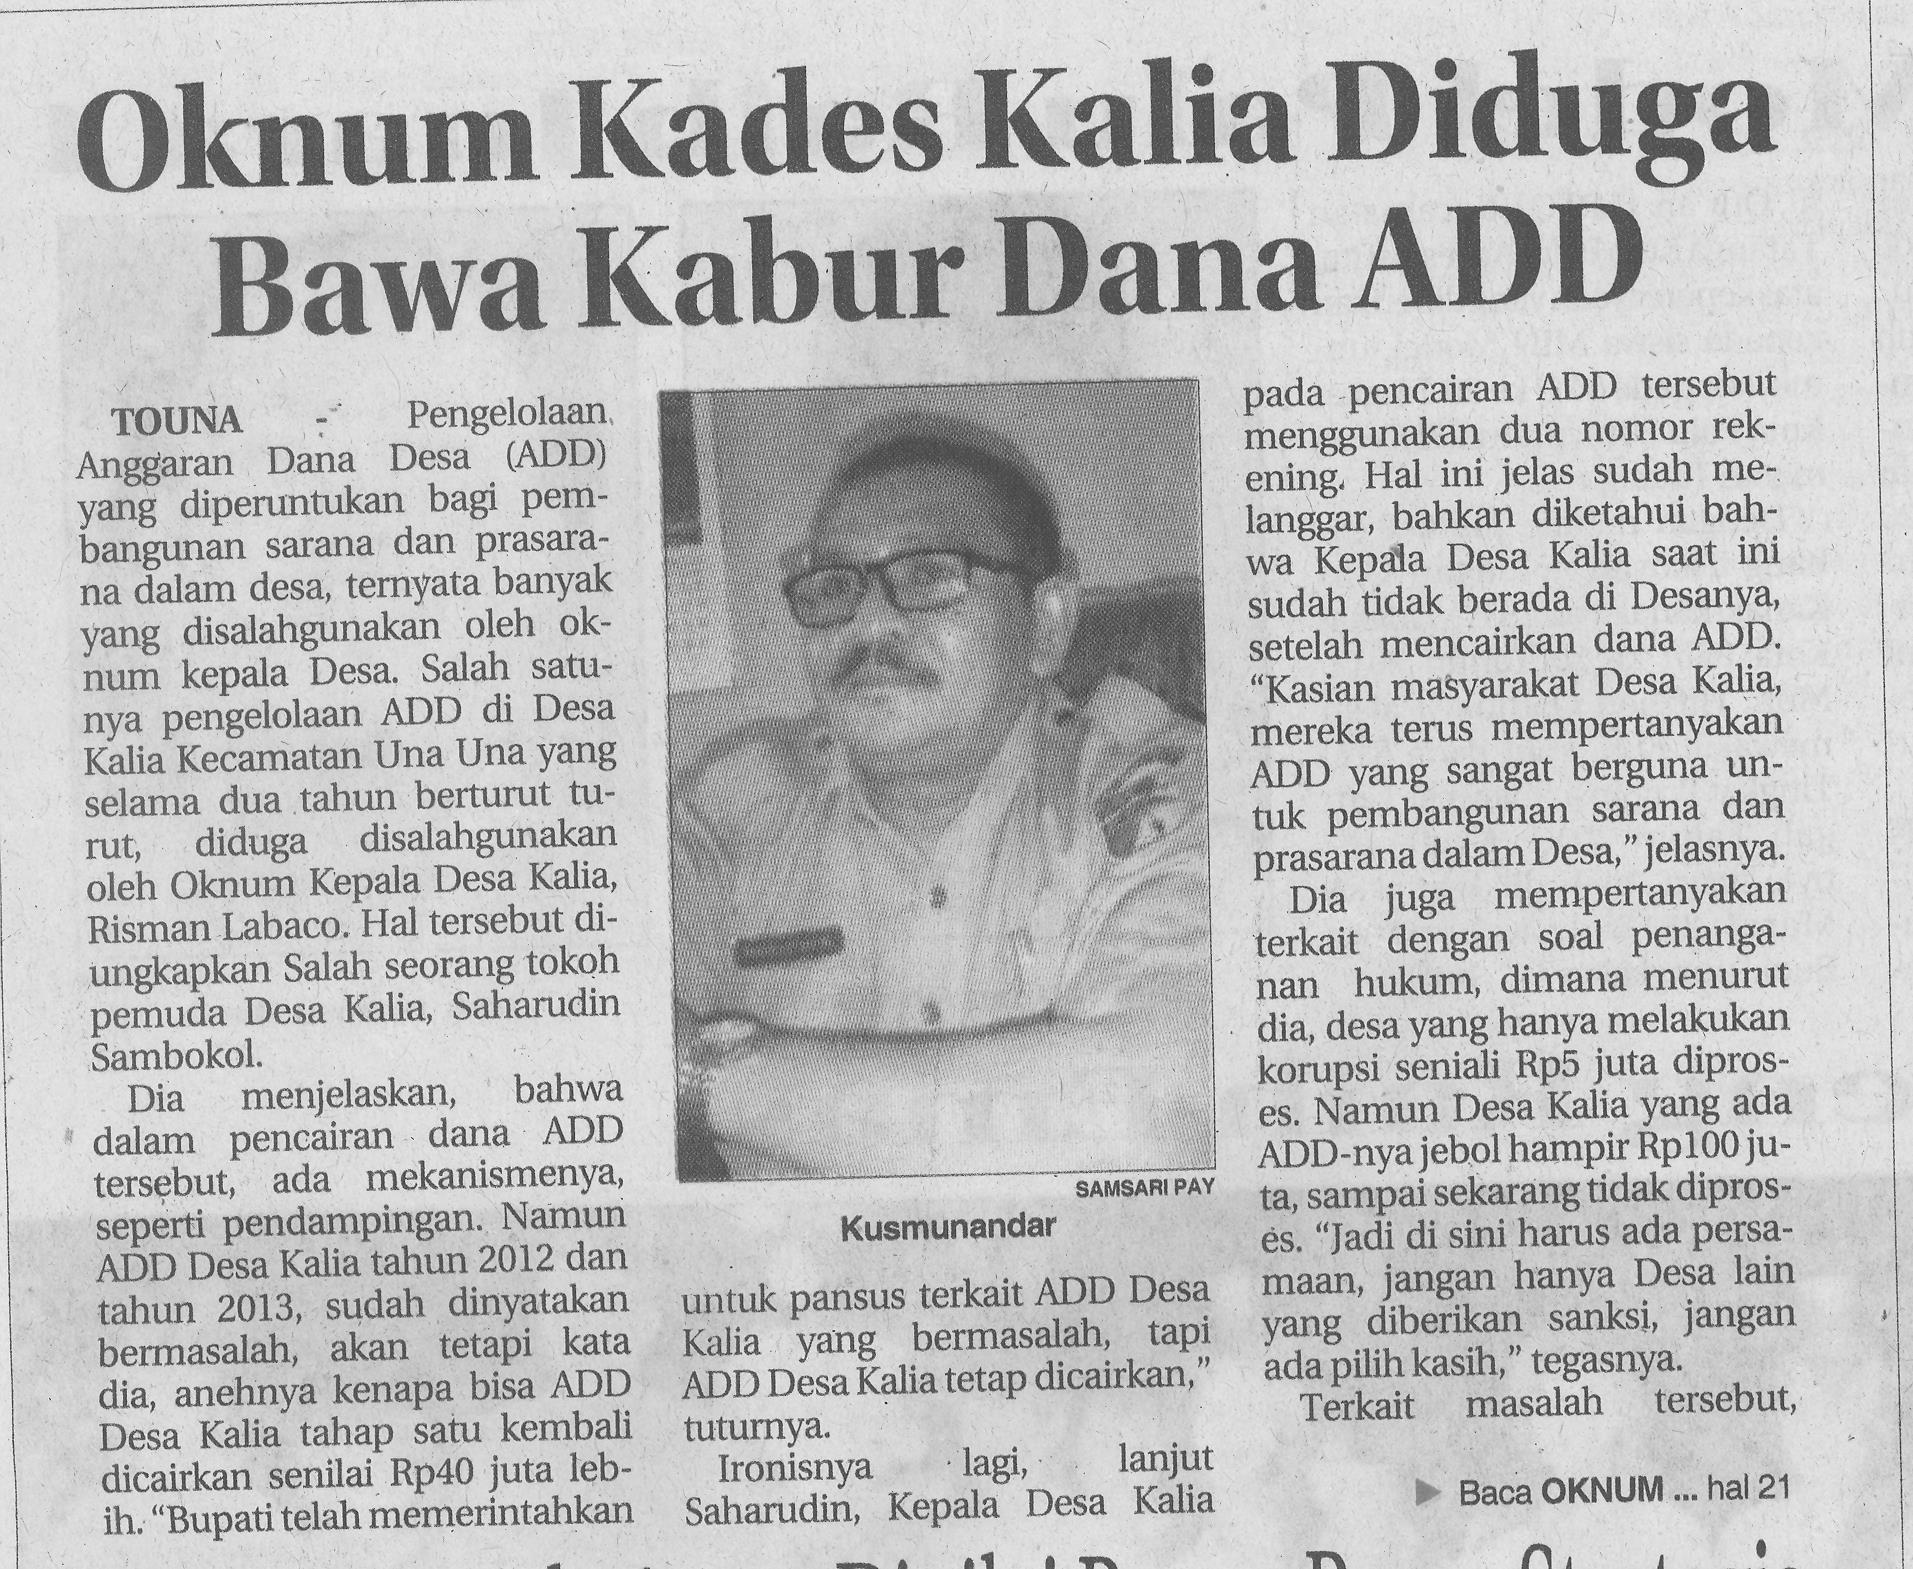 Oknum Kades Kalia Diduga
Bawa Kabur Dana ADD
TOUNA - Pengelolaan
Anggaran Dana Desa (ADD)
yang diperuntukan bagi pem-
bangunan sarana dan prasara-
na dalam desa, ternyata banyak
yang disalahgunakan oleh ok-
num kepala Desa. Salah satu-
nya pengelolaan ADD di Desa
Kalia Kecamatan Una Una yang
selama dua tahun berturut tu-
rut, diduga disalahgunakan
oleh Oknum Kepala Desa Kalia,
Risman Labaco. Hal tersebut di-
ungkapkan Salah seorang tokoh
pemuda Desa Kalia, Saharudin
Sambokol.
Dia menjelaskan, bahwa
dalam pencairan dana ADD
tersebut, ada mekanismenya,
seperti pendampingan. Namun
ADD Desa Kalia tahun 2012 dan
tahun 2013, sudah dinyatakan
bermasalah, akan tetapi kata
dia, anehnya kenapa bisa ADD
Desa Kalia tahap satu kembali
dicairkan senilai Rp40 juta leb-
ih. “Bupati telah memerintahkan
SAMSARI PAY
Kusmunandar
untuk pansus terkait ADD Desa
Kalia yang bermasalah, tapi
ADD Desa Kalia tetap dicairkan,”
tuturnya.
Ironisnya lagi, lanjut
Saharudin, Kepala Desa Kalia
pada pencairan ADD tersebut
menggunakan dua nomor rek-
ening. Hal ini jelas sudah me-
langgar, bahkan diketahui bah-
wa Kepala Desa Kalia saat ini
sudah tidak berada di Desanya,
setelah mencairkan dana ADD.
“Kasian masyarakat Desa Kalia,
mereka terus mempertanyakan
ADD yang sangat berguna un-
tuk pembangunan sarana dan
prasarana dalam Desa,” jelasnya.
Dia juga mempertanyakan
terkait dengan soal penanga-
nan hukum, dimana menurut
dia, desa yang hanya melakukan
korupsi seniali Rp5 juta dipros-
es. Namun Desa Kalia yang ada
ADD-nya jebol hampir Rp100 ju-
ta, sampai sekarang tidak dipros-
es. “Jadi di sini harus ada persa-
maan, jangan hanya Desa lain
yang diberikan sanksi, jangan
ada pilih kasih,” tegasnya.
Terkait masalah tersebut,
Baca OKNUM ... hal 21